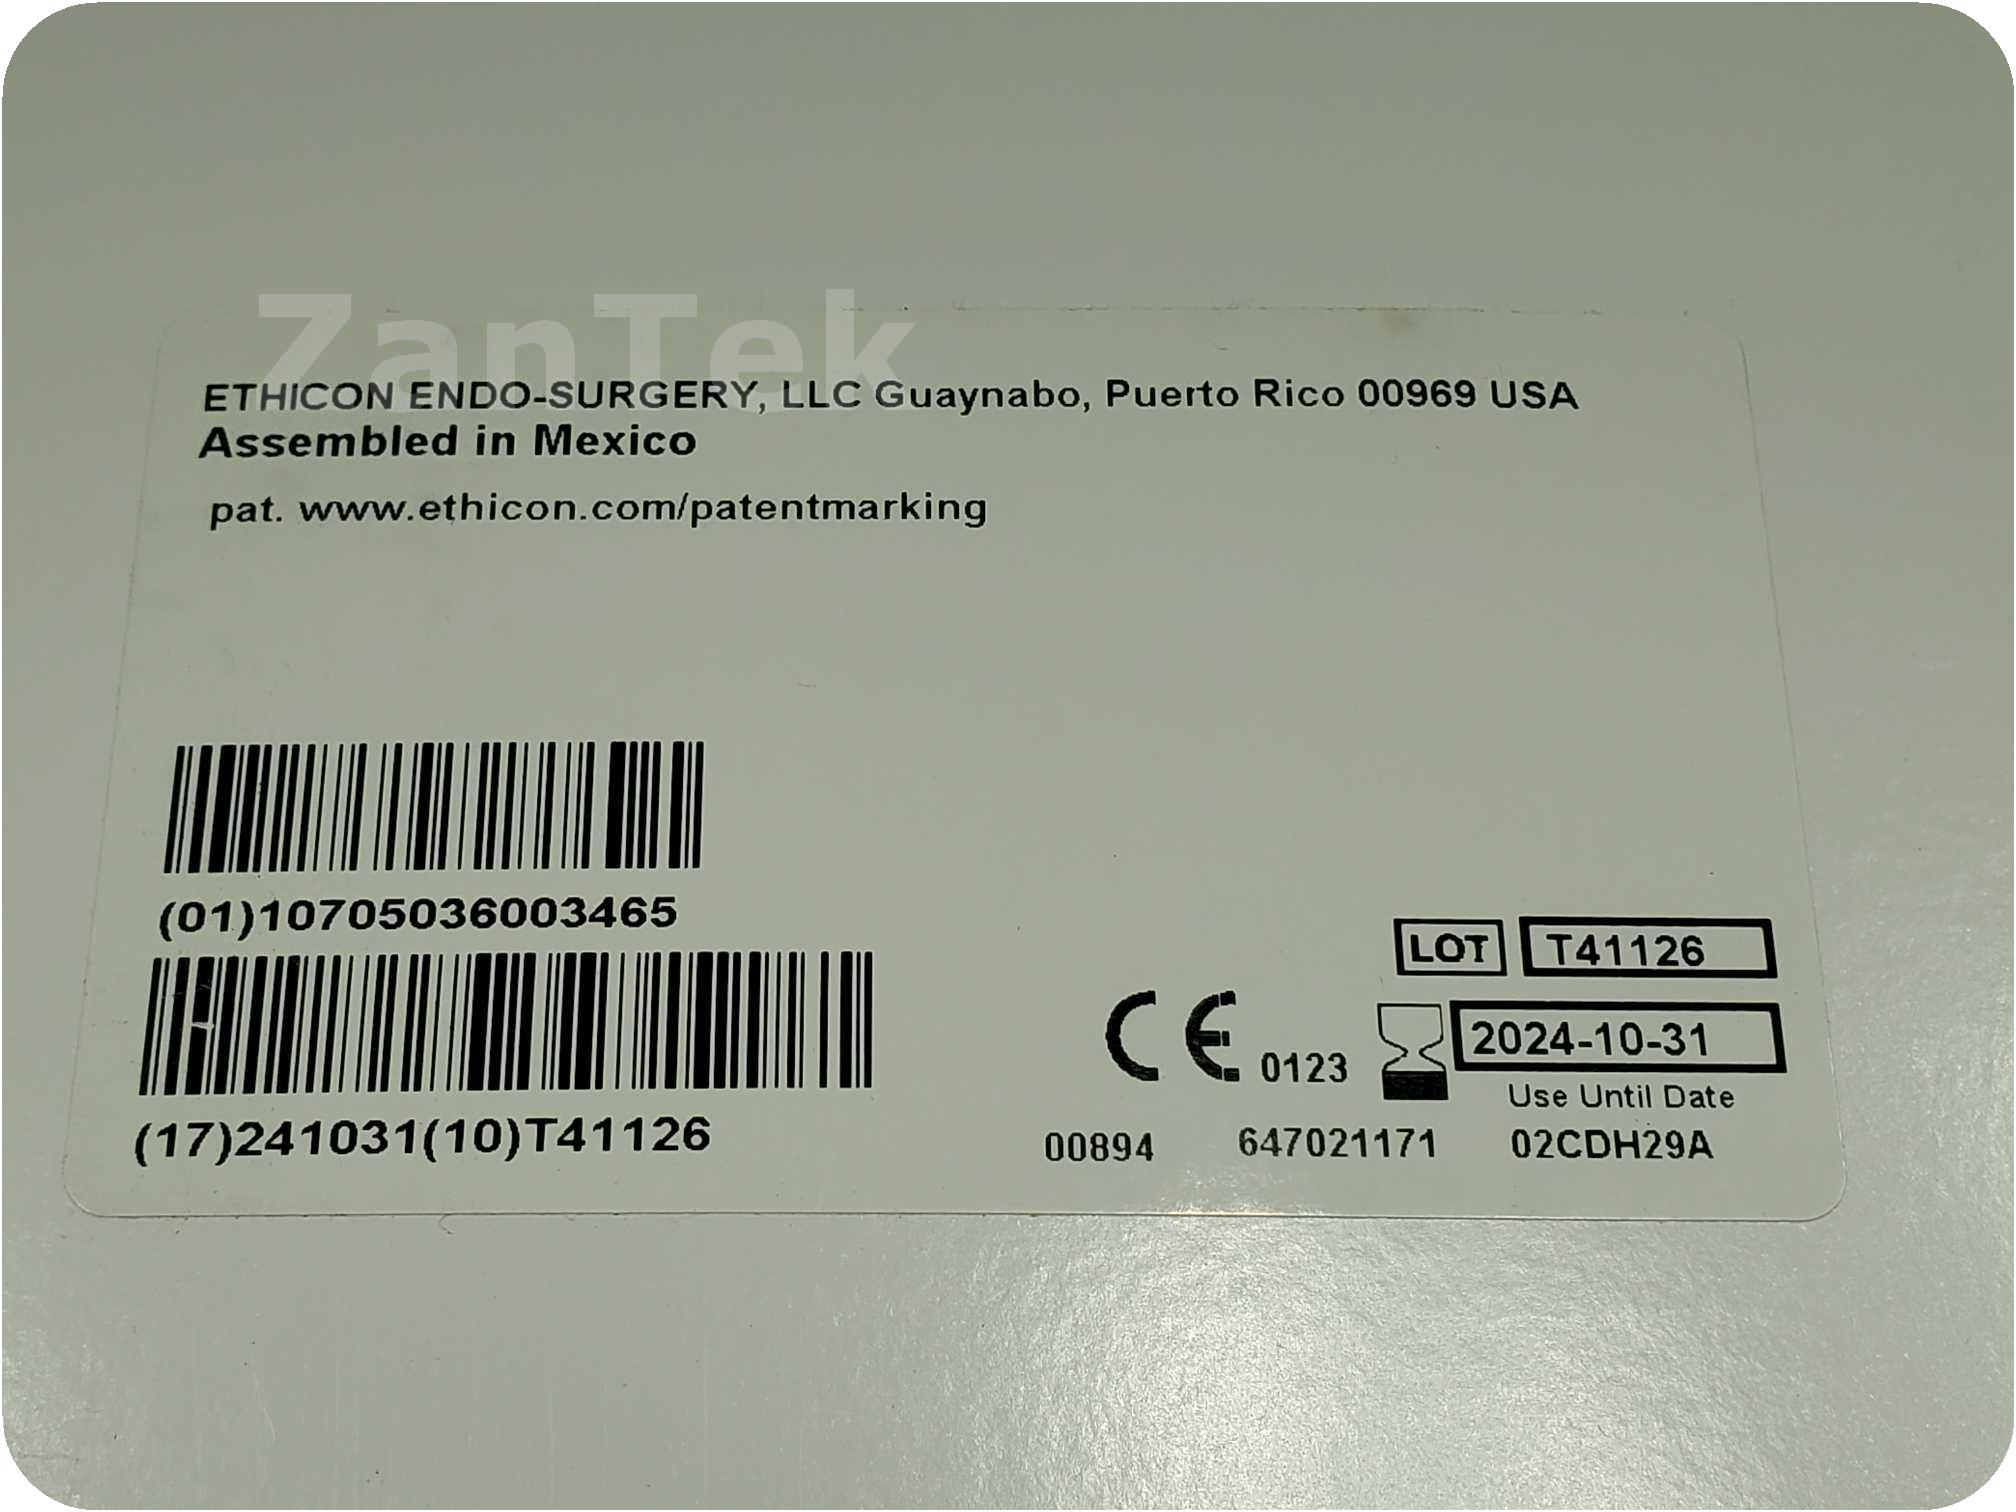 ZanTek
ETHICON ENDO-SURGERY, LLC Guaynabo, Puerto Rico 00969 USA
Assembled in Mexico
pat. www.ethicon.com/patentmarking
(01)10705036003465
(17)241031(10)T41126
LOT T41126
CE 0123 2024-10-31
Use Until Date
00894 647021171 02CDH29A